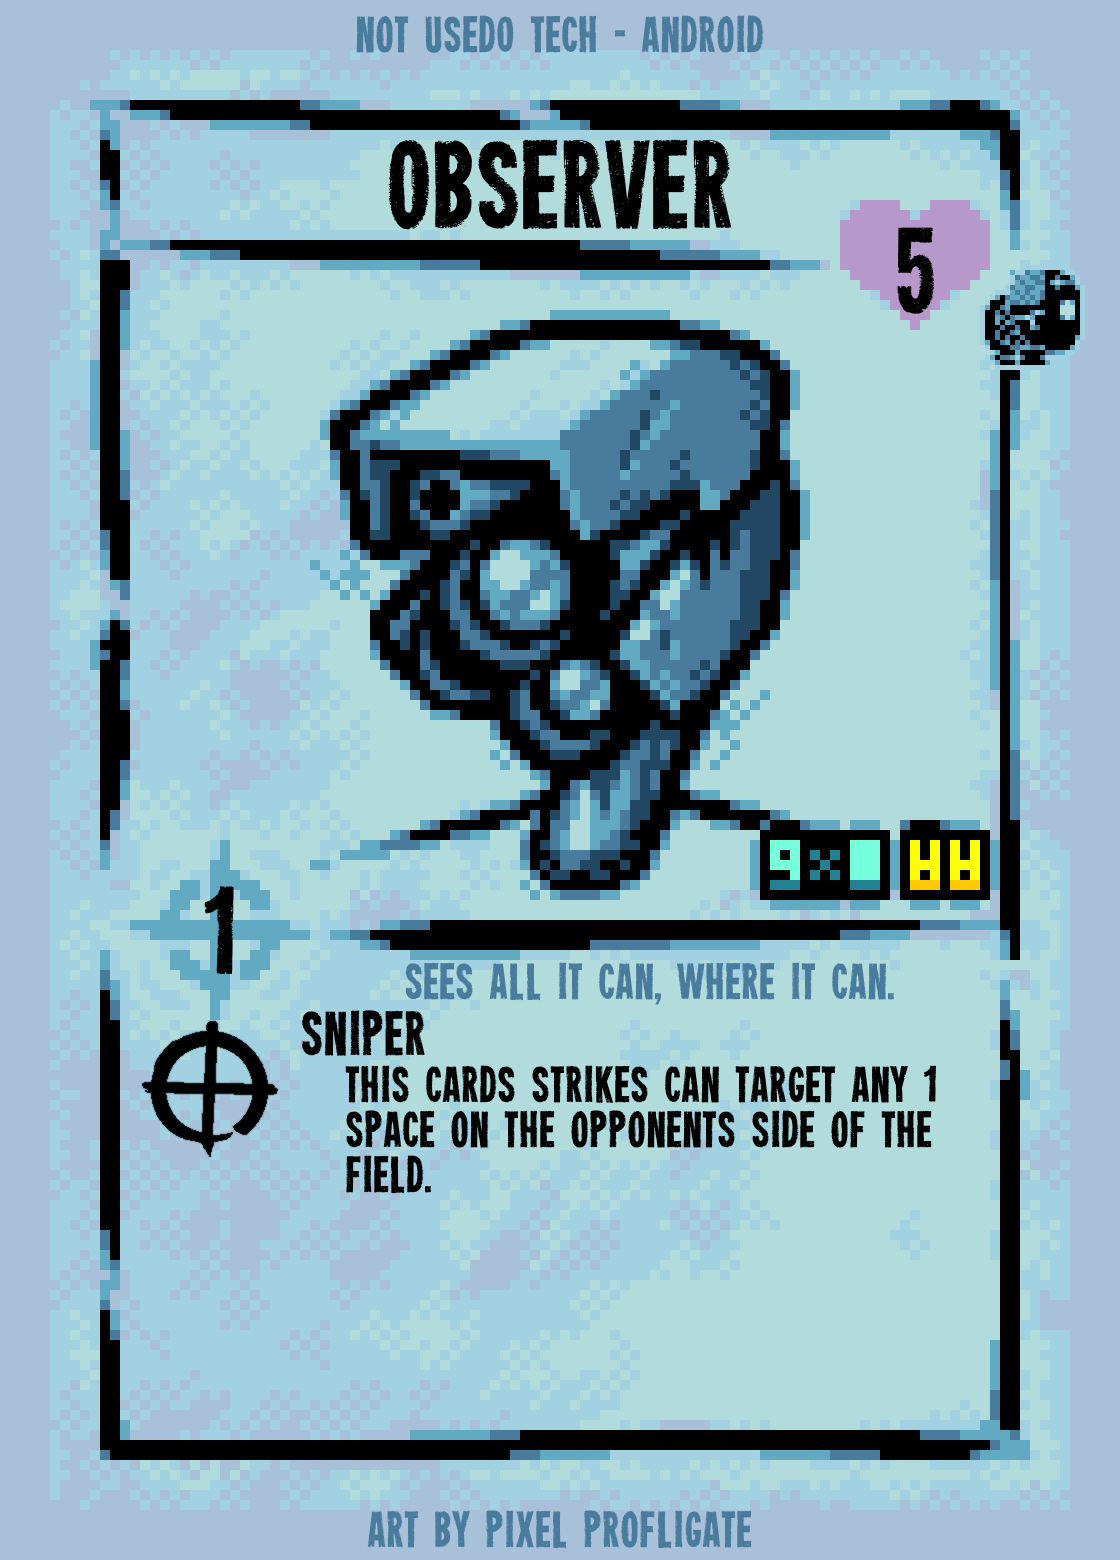 NOT USEDO TECH - ANDROID
OBSERVER
5
9
1
SEES ALL IT CAN, WHERE IT CAN.
SNIPER
THIS CARDS STRIKES CAN TARGET ANY 1
SPACE ON THE OPPONENTS SIDE OF THE
FIELD.
ART BY PIXEL PROFLIGATE